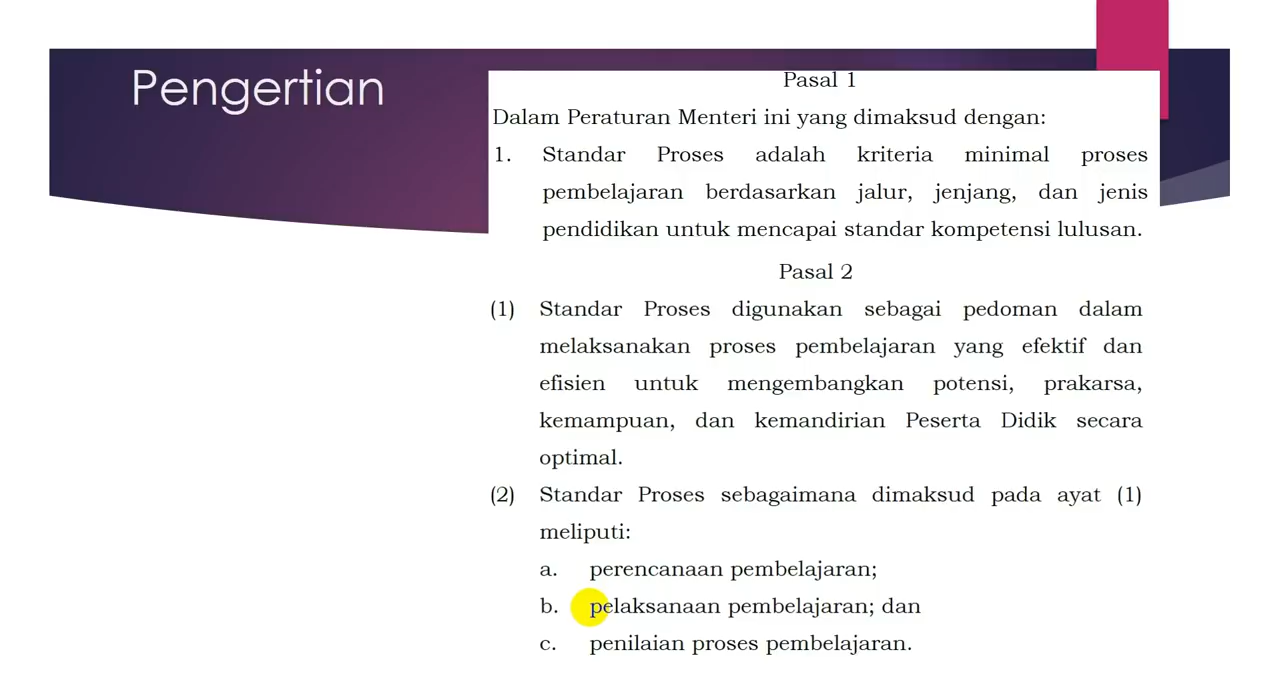 Pengertian
Pasal 1
Dalam Peraturan Menteri ini yang dimaksud dengan:
1. Standar Proses adalah kriteria minimal proses
pembelajaran berdasarkan jalur, jenjang, dan jenis
pendidikan untuk mencapai standar kompetensi lulusan.
Pasal 2
(1) Standar Proses digunakan sebagai pedoman dalam
melaksanakan proses pembelajaran yang efektif dan
efisien untuk mengembangkan potensi, prakarsa,
kemampuan, dan kemandirian Peserta Didik secara
optimal.
(2) Standar Proses sebagaimana dimaksud pada ayat (1)
meliputi:
a. perencanaan pembelajaran;
b. pelaksanaan pembelajaran; dan
c. penilaian proses pembelajaran.